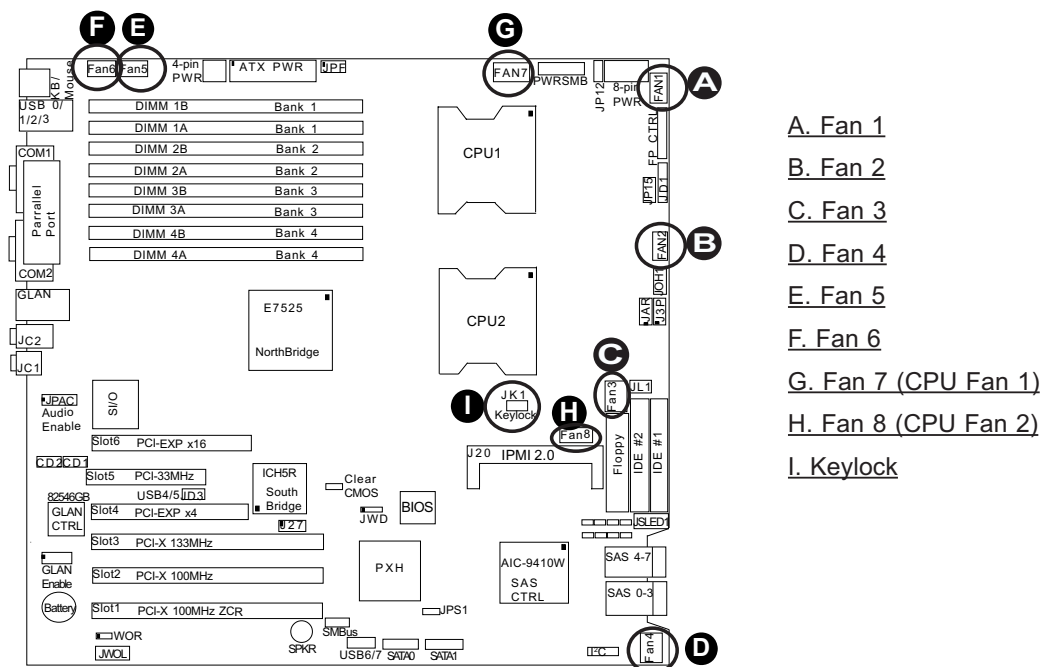 F E G
Fan6 Fan5 4-pin PWR ATX PWR JPF FAN7 PWRSMB JP12 8-pin PWR FAN1 A
KB/
Mouse
USB 0/
1/2/3
DIMM 1B Bank 1
DIMM 1A Bank 1
DIMM 2B Bank 2
DIMM 2A Bank 2
DIMM 3B Bank 3
DIMM 3A Bank 3
DIMM 4B Bank 4
DIMM 4A Bank 4
COM1
Parrallel
Port
COM2
GLAN
JC2
JC1
CPU1
FP CTRL
JP15 JD1
FAN2 B
JOH1
JAR J3P
E7525
NorthBridge
CPU2
C
Fan3 JL1
I
JK1
Keylock
H
Fan8
JPAC
Audio
Enable
SI/O
Slot6 PCI-EXP x16
J20 IPMI 2.0
Floppy IDE #2 IDE #1
CD2 CD1
Slot5 PCI-33MHz
ICH5R
South
Bridge
Clear
CMOS
82546GB
GLAN
CTRL
USB4/5 JD3
Slot4 PCI-EXP x4
JWD
BIOS
J27
JSLED1
Slot3 PCI-X 133MHz
GLAN
Enable
Slot2 PCI-X 100MHz
PXH
AIC-9410W
SAS
CTRL
SAS 4-7
SAS 0-3
Battery
Slot1 PCI-X 100MHz ZCR
JPS1
WOR
JWOL
SPKR
SMBus
USB6/7 SATA0 SATA1
I²C
Fan4 D
A. Fan 1
B. Fan 2
C. Fan 3
D. Fan 4
E. Fan 5
F. Fan 6
G. Fan 7 (CPU Fan 1)
H. Fan 8 (CPU Fan 2)
I. Keylock